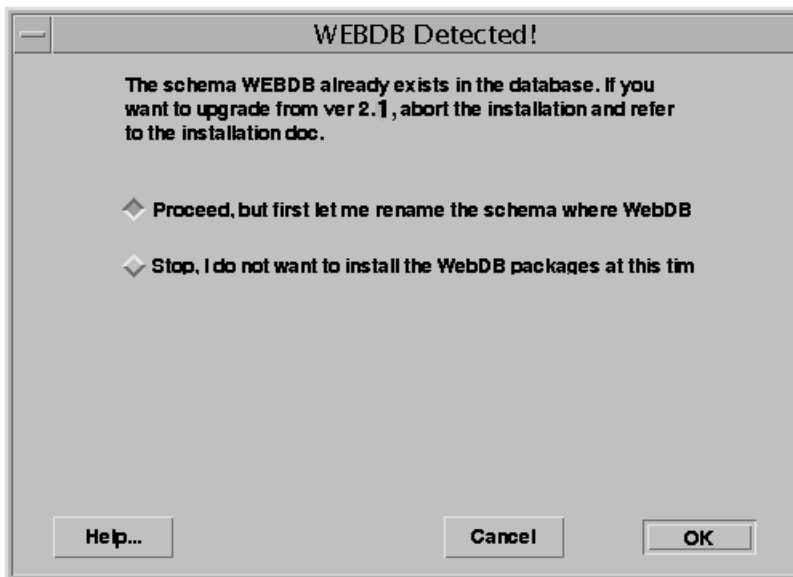 WEBDB Detected!
The schema WEBDB already exists in the database. If you
want to upgrade from ver 2.1, abort the installation and refer
to the installation doc.
Proceed, but first let me rename the schema where WebDB
Stop, I do not want to install the WebDB packages at this tim
Help...
Cancel
OK